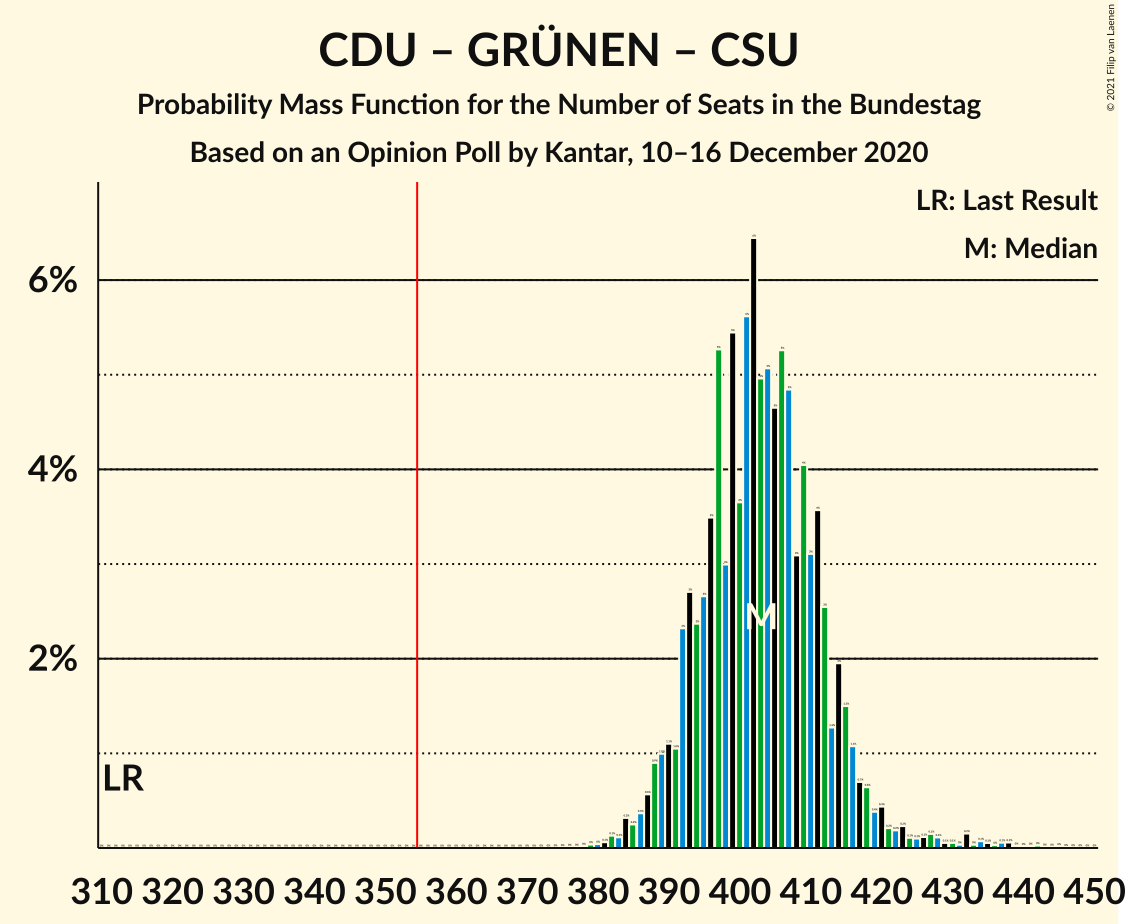 CDU – GRÜNEN – CSU
Probability Mass Function for the Number of Seats in the Bundestag
Based on an Opinion Poll by Kantar, 10–16 December 2020
© 2021 Filip van Laenen
LR: Last Result
M: Median
6%
4%
2%
LR
M
310 320 330 340 350 360 370 380 390 400 410 420 430 440 450